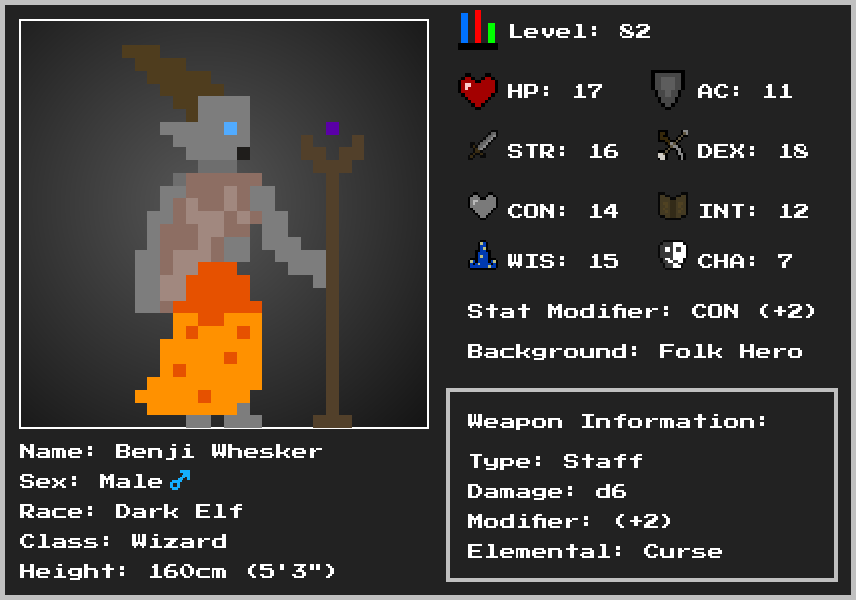 Level: 82
HP: 17
AC: 11
STR: 16
DEX: 18
CON: 14
INT: 12
WIS: 15
CHA: 7
Stat Modifier: CON (+2)
Background: Folk Hero
Weapon Information:
Type: Staff
Damage: d6
Modifier: (+2)
Elemental: Curse
Name: Benji Whesker
Sex: Male♂
Race: Dark Elf
Class: Wizard
Height: 160cm (5'3")